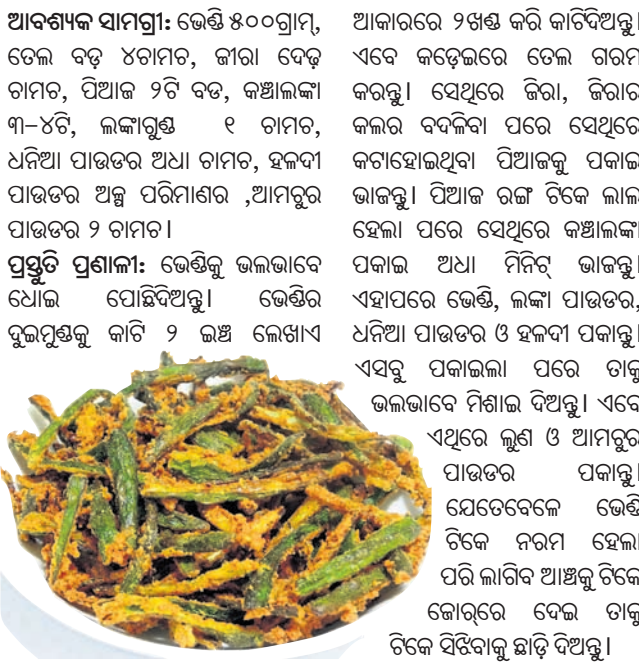 ଆବଶ୍ୟକ ସାମଗ୍ରୀ: ଭେଣ୍ଡି ୫୦୦ଗ୍ରାମ୍,
ତେଲ ବଡ଼ ୪ଚାମଚ, ଜୀରା ଦେଢ଼
ଚାମଚ, ପିଆଜ ୨ଟି ବଡ, କଞ୍ଚାଲଙ୍କା
୩–୪ଟି, ଲଙ୍କାଗୁଣ୍ଡ ୧ ଚାମଚ,
ଧନିଆ ପାଉଡର ଅଧା ଚାମଚ, ହଳଦୀ
ପାଉଡର ଅଳ୍ପ ପରିମାଣର ,ଆମଚୁର
ପାଉଡର ୨ ଚାମଚ।
ପ୍ରସ୍ତୁତି ପ୍ରଣାଳୀ: ଭେଣ୍ଡିକୁ ଭଲଭାବେ
ଧୋଇ ପୋଛିଦିଅନ୍ତୁ। ଭେଣ୍ଡିର
ଦୁଇମୁଣ୍ଡକୁ କାଟି ୨ ଇଞ୍ଚ ଲେଖାଏ
ଆକାରରେ ୨ଖଣ୍ଡ କରି କାଟିଦିଅନ୍ତୁ।
ଏବେ କଡ଼େଇରେ ତେଲ ଗରମ
କରନ୍ତୁ। ସେଥିରେ ଜିରା, ଜିରାର
କଲର ବଦଳିବା ପରେ ସେଥିରେ
କଟାହୋଇଥିବା ପିଆଜକୁ ପକାଇ
ଭାଜନ୍ତୁ। ପିଆଜ ରଙ୍ଗ ଟିକେ ଲାଲ
ହେଲା ପରେ ସେଥିରେ କଞ୍ଚାଲଙ୍କା
ପକାଇ ଅଧା ମିନିଟ୍ ଭାଜନ୍ତୁ।
ଏହାପରେ ଭେଣ୍ଡି, ଲଙ୍କା ପାଉଡର,
ଧନିଆ ପାଉଡର ଓ ହଳଦୀ ପକାନ୍ତୁ।
ଏସବୁ ପକାଇଲା ପରେ ତାକୁ
ଭଲଭାବେ ମିଶାଇ ଦିଅନ୍ତୁ। ଏବେ
ଏଥିରେ ଲୁଣ ଓ ଆମଚୁର
ପାଉଡର ପକାନ୍ତୁ।
ଯେତେବେଳେ ଭେଣ୍ଡି
ଟିକେ ନରମ ହେଲା
ପରି ଲାଗିବ ଆଞ୍ଚକୁ ଟିକେ
ଜୋର୍‌ରେ ଦେଇ ତାକୁ
ଟିକେ ସିଝିବାକୁ ଛାଡ଼ି ଦିଅନ୍ତୁ।